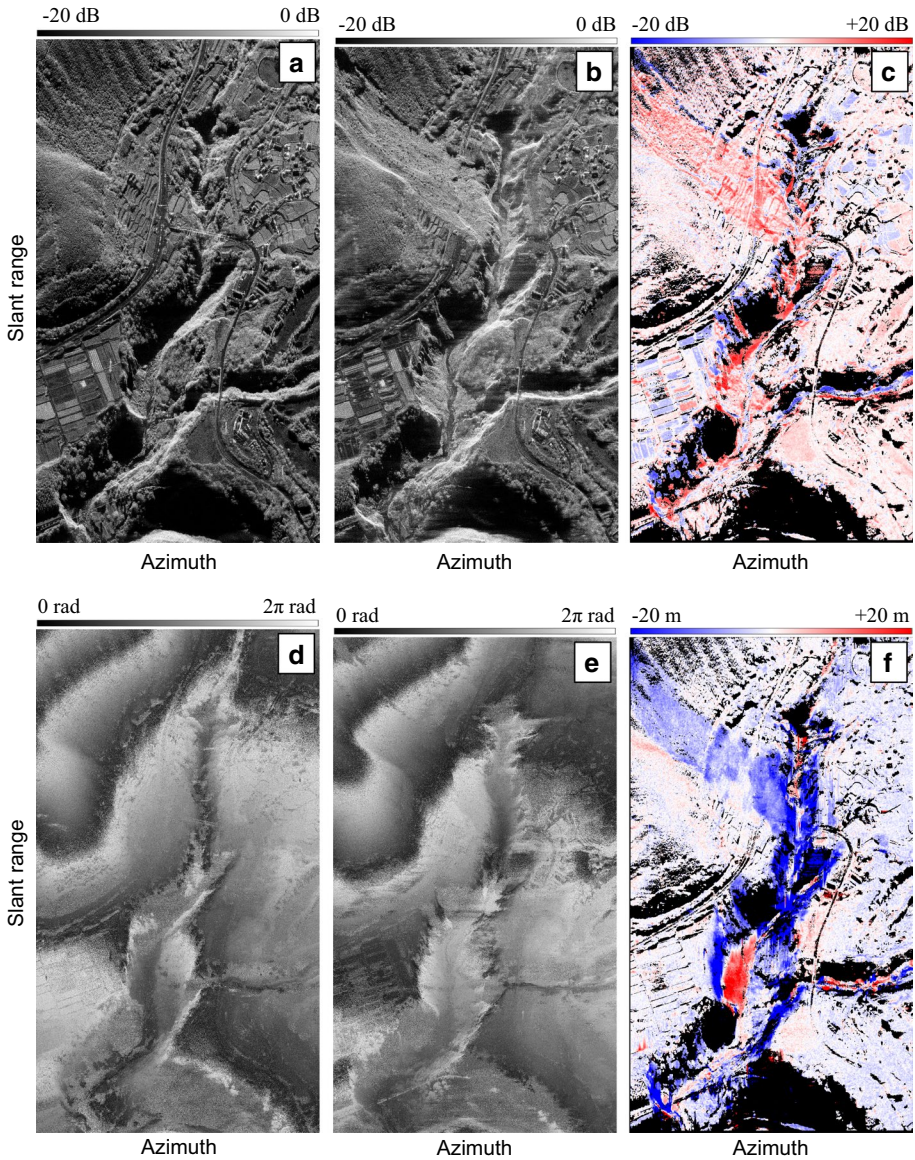 -20 dB 0 dB -20 dB 0 dB -20 dB +20 dB
a b c
Slant range
Azimuth Azimuth Azimuth
0 rad 2π rad 0 rad 2π rad -20 m +20 m
d e f
Slant range
Azimuth Azimuth Azimuth